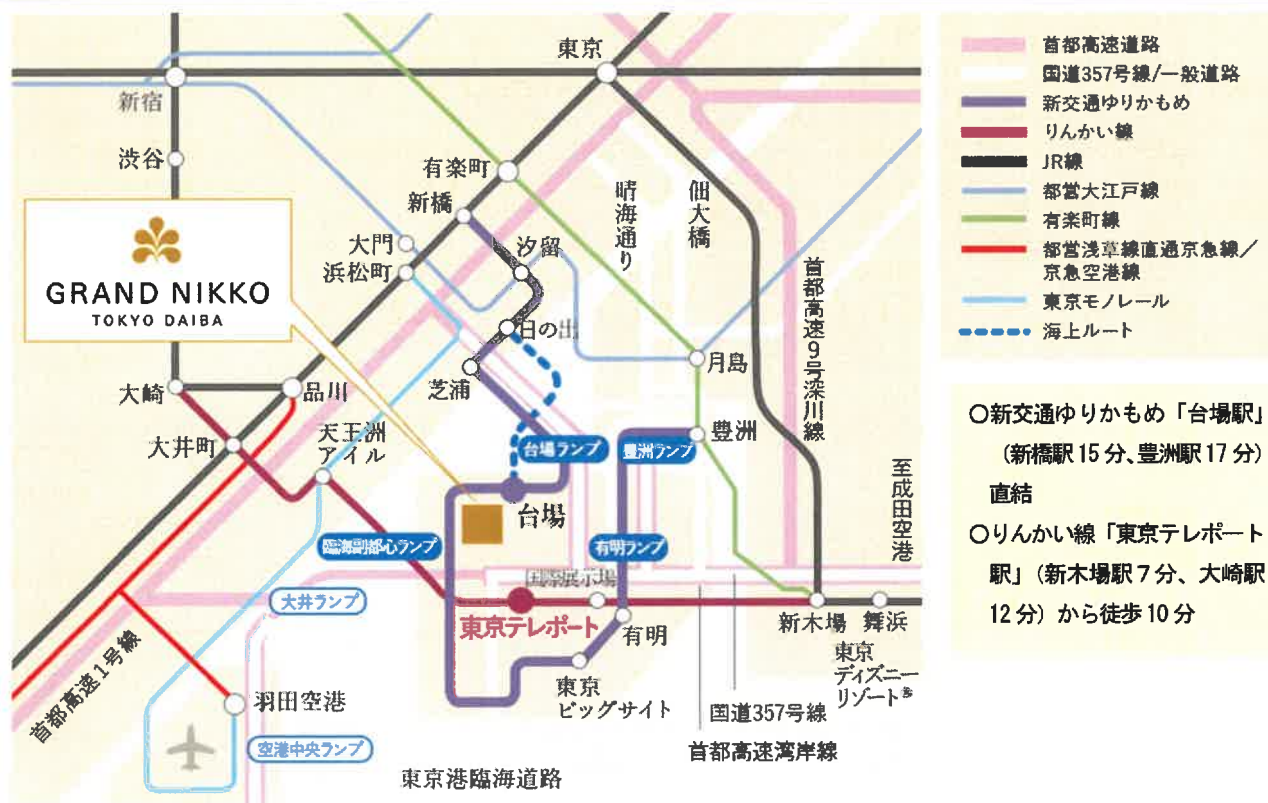 東京
新宿
渋谷
有楽町
新橋
晴海通り
佃大橋
大門
汐留
浜松町
首都高速9号深川線
GRAND NIKKO
TOKYO DAIBA
日の出
月島
芝浦
大崎
品川
天王洲
アイル
大井町
台場ランプ
豊洲ランプ
豊洲
至成田空港
台場
臨海副都心ランプ
有明ランプ
国際展示場
大井ランプ
東京テレポート
有明
新木場
舞浜
東京
ディズニー
リゾート®
首都高速1号線
羽田空港
東京
ビッグサイト
国道357号線
空港中央ランプ
首都高速湾岸線
東京港臨海道路
首都高速道路
国道357号線/一般道路
新交通ゆりかもめ
りんかい線
JR線
都営大江戸線
有楽町線
都営浅草線直通京急線/
京急空港線
東京モノレール
海上ルート
○新交通ゆりかもめ「台場駅」
(新橋駅15分、豊洲駅17分)
直結
○りんかい線「東京テレポート
駅」(新木場駅7分、大崎駅
12分)から徒歩10分